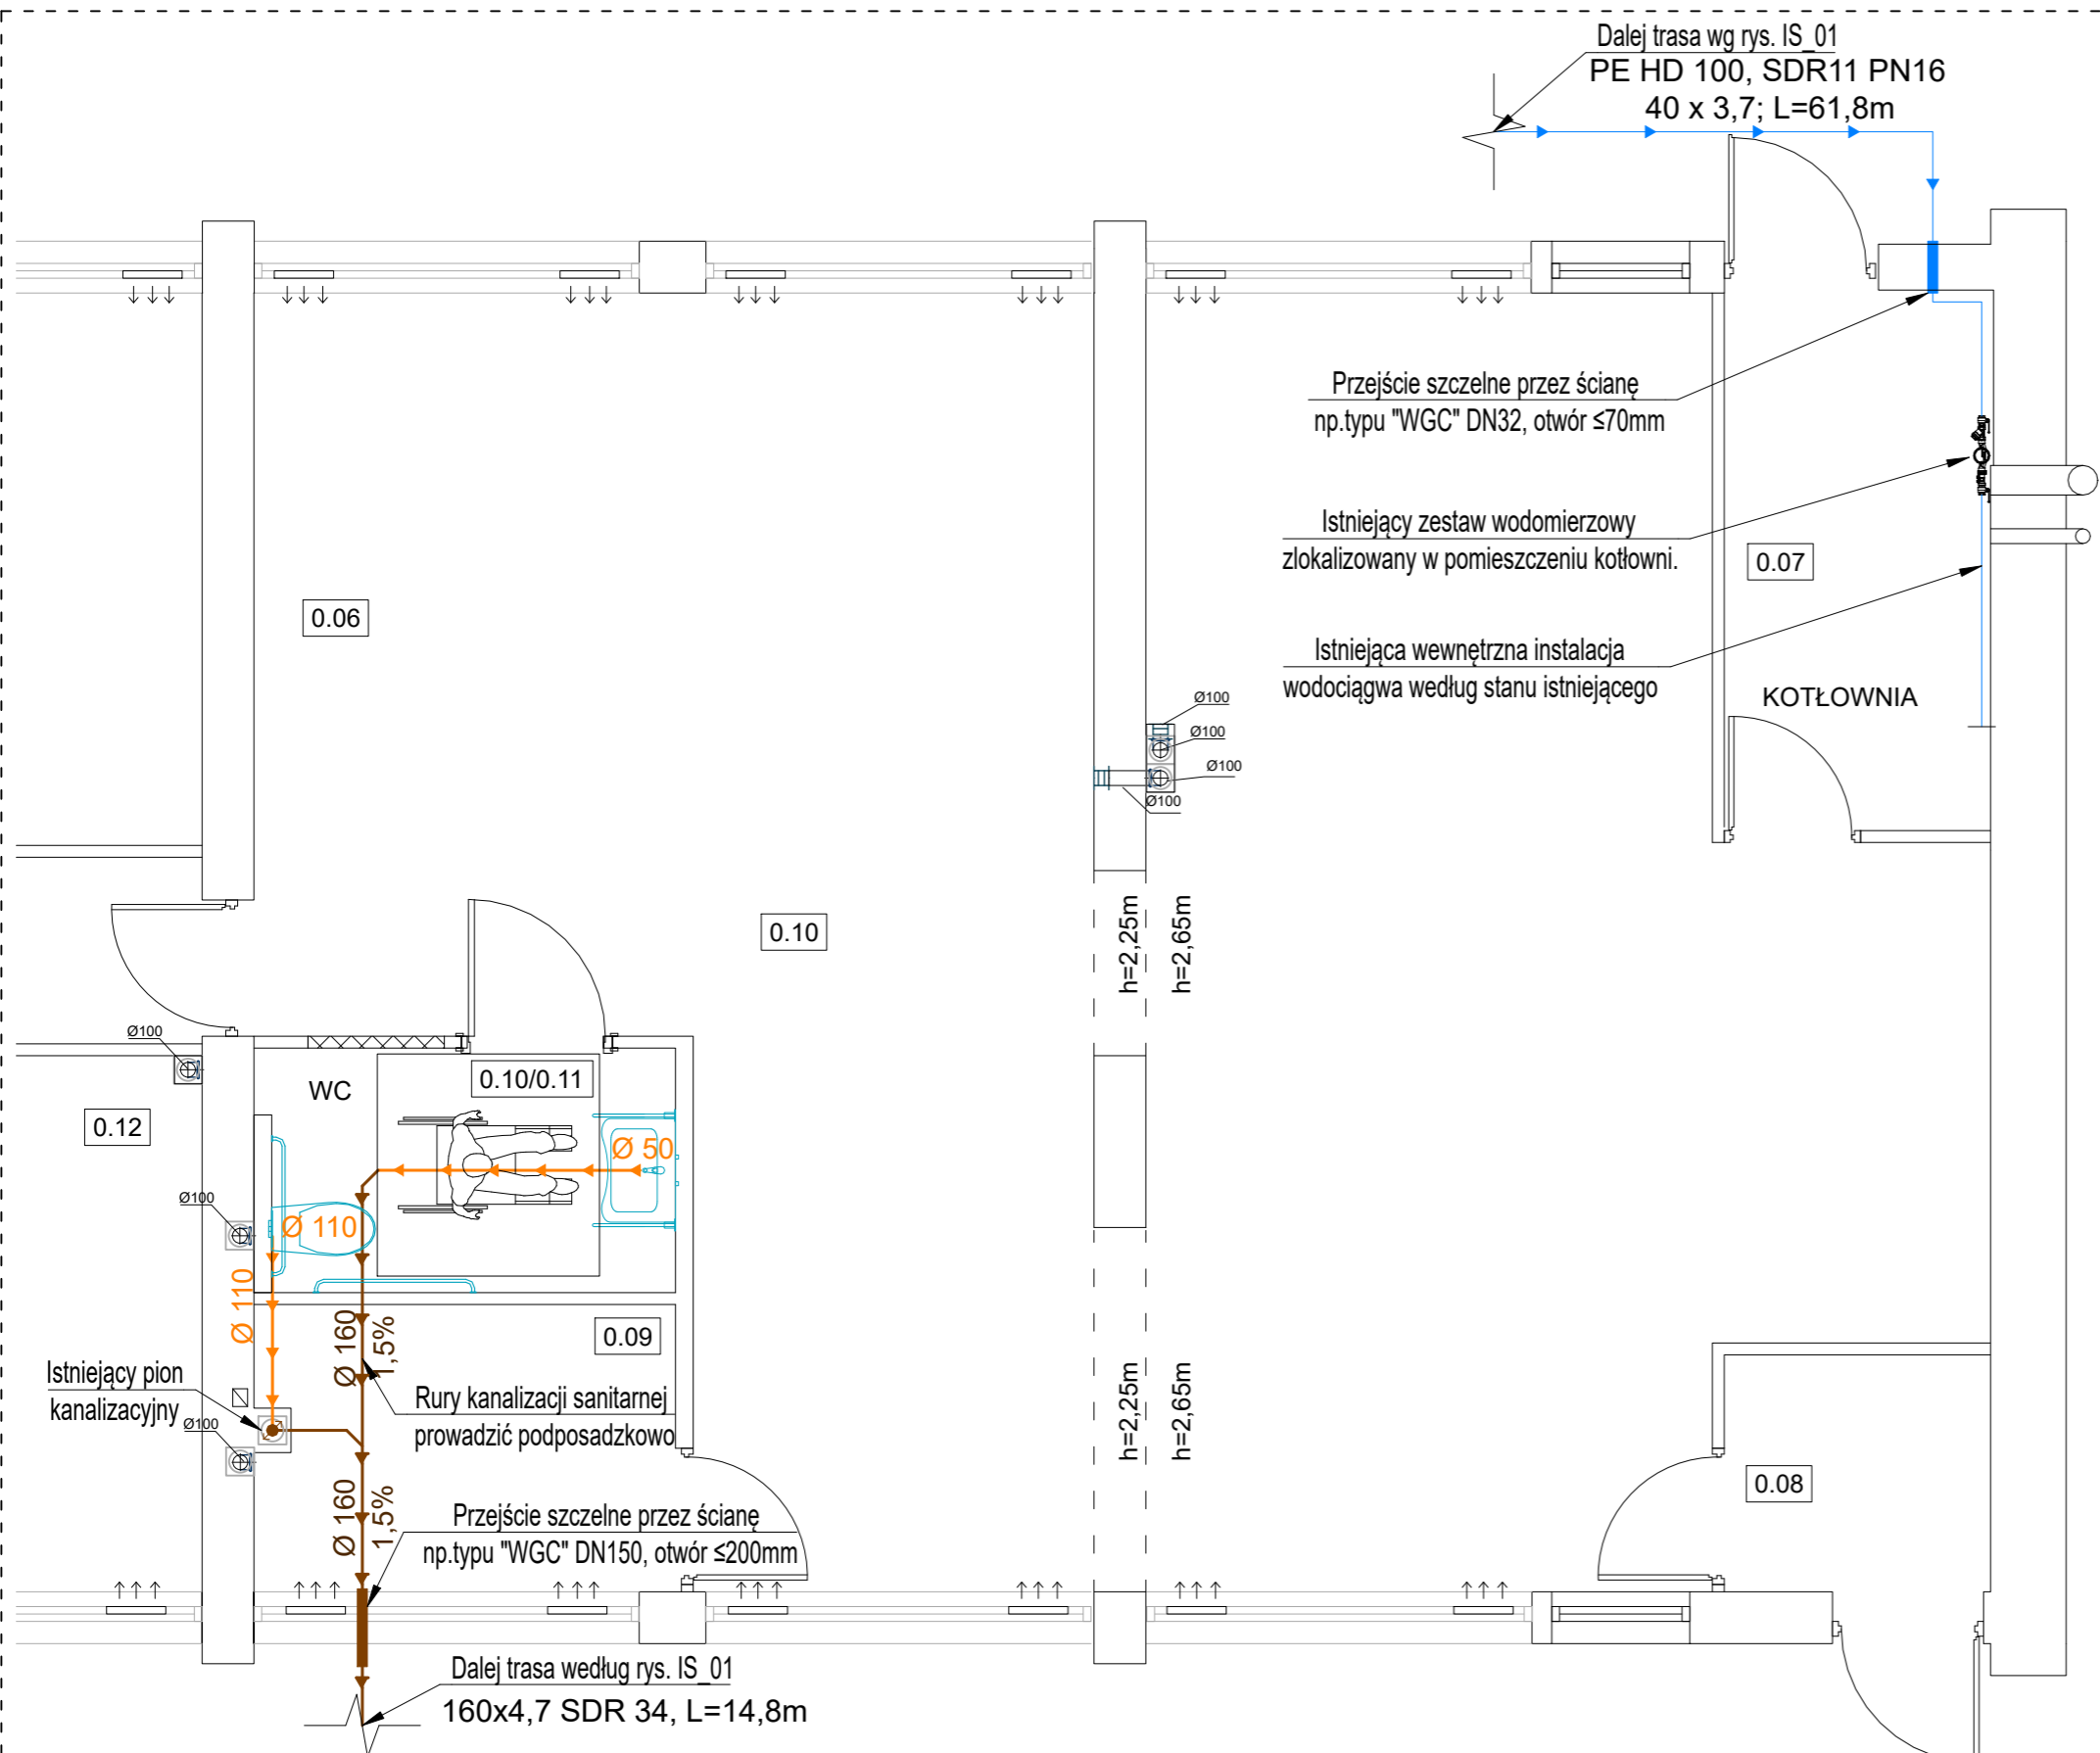 Dalej trasa wg rys. IS_01
PE HD 100, SDR11 PN16
40 x 3,7; L=61,8m
Przejście szczelne przez ścianę
np.typu "WGC" DN32, otwór ≤70mm
Istniejący zestaw wodomierzowy
zlokalizowany w pomieszczeniu kotłowni.
0.07
0.06
Istniejąca wewnętrzna instalacja
wodociągwa według stanu istniejącego
KOTŁOWNIA
Ø100
Ø100
Ø100
Ø100
0.10
h=2,25m
h=2,65m
Ø100
0.12
WC
0.10/0.11
Ø 50
Ø100
Ø 110
Ø 110
Ø 160
1,5%
0.09
Istniejący pion
kanalizacyjny
Ø100
Rury kanalizacji sanitarnej
prowadzić podposadzkowo
h=2,25m
h=2,65m
0.08
Ø 160
1,5%
Przejście szczelne przez ścianę
np.typu "WGC" DN150, otwór ≤200mm
Dalej trasa według rys. IS_01
160x4,7 SDR 34, L=14,8m